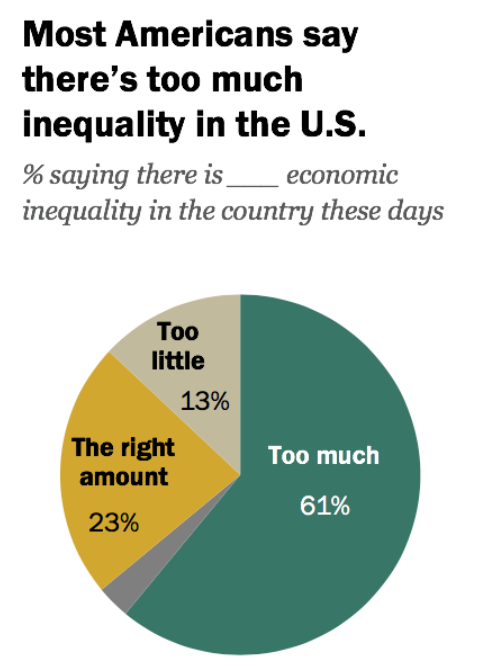 Most Americans say
there’s too much
inequality in the U.S.
% saying there is ___ economic
inequality in the country these days
Too
little
13%
The right
amount
23%
Too much
61%